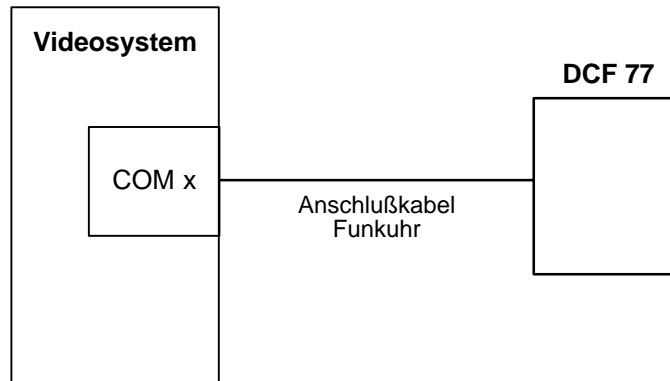 Videosystem
DCF 77
COM x
Anschlußkabel
Funkuhr